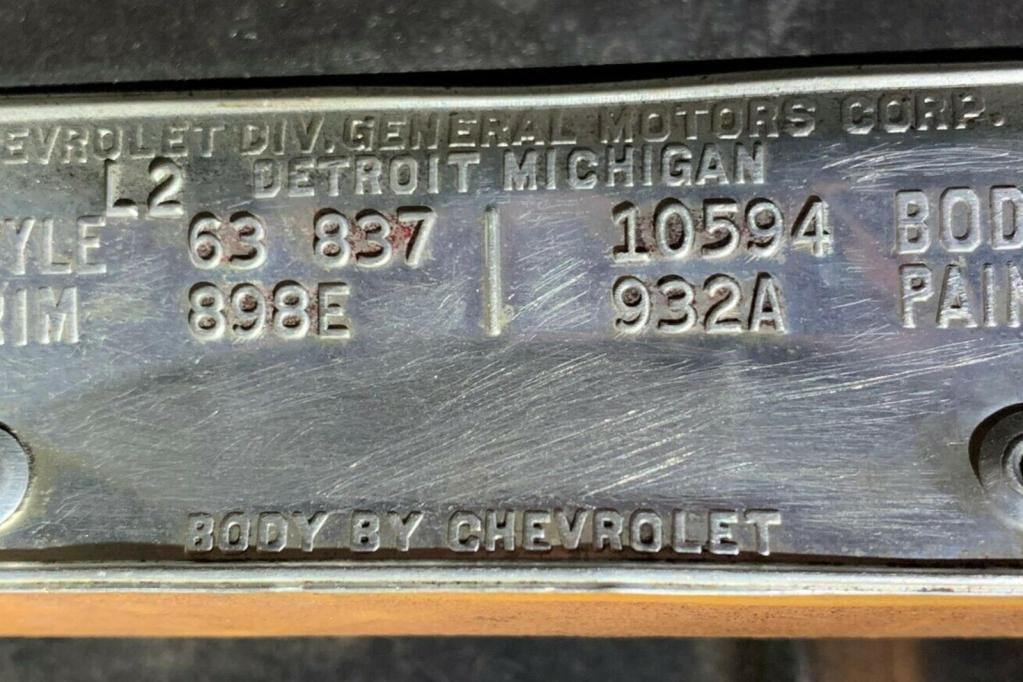 EVROLET DIV. GENERAL MOTORS CORP.
L2 DETROIT MICHIGAN
YLE 63 837 10594 BOD
RIM 898E 932A PAIN
BODY BY CHEVROLET